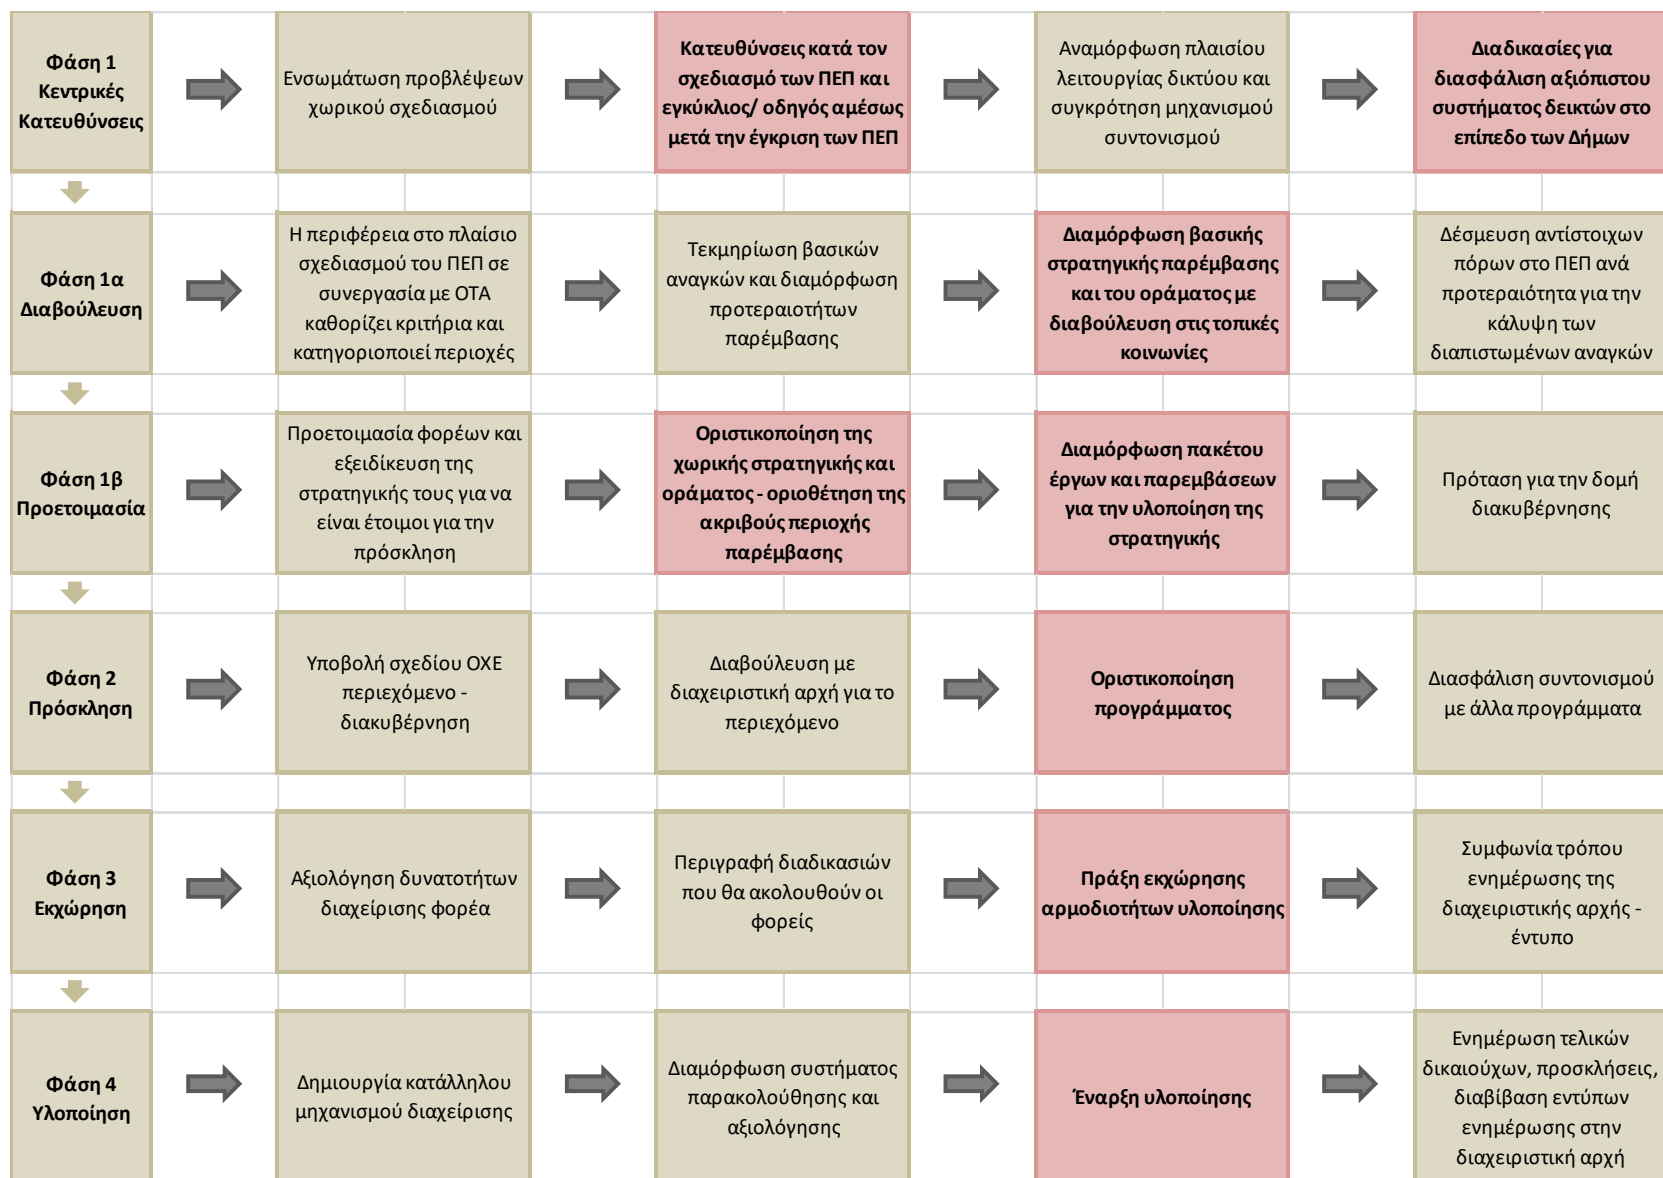 Φάση 1
Κεντρικές
Κατευθύνσεις
Ενσωμάτωση προβλέψεων
χωρικού σχεδιασμού
Κατευθύνσεις κατά τον
σχεδιασμό των ΠΕΠ και
εγκύκλιος/ οδηγός αμέσως
μετά την έγκριση των ΠΕΠ
Αναμόρφωση πλαισίου
λειτουργίας δικτύου και
συγκρότηση μηχανισμού
συντονισμού
Διαδικασίες για
διασφάλιση αξιόπιστου
συστήματος δεικτών στο
επίπεδο των Δήμων
Φάση 1α
Διαβούλευση
Η περιφέρεια στο πλαίσιο
σχεδιασμού του ΠΕΠ σε
συνεργασία με ΟΤΑ
καθορίζει κριτήρια και
κατηγοριοποιεί περιοχές
Τεκμηρίωση βασικών
αναγκών και διαμόρφωση
προτεραιοτήτων
παρέμβασης
Διαμόρφωση βασικής
στρατηγικής παρέμβασης
και του οράματος με
διαβούλευση στις τοπικές
κοινωνίες
Δέσμευση αντίστοιχων
πόρων στο ΠΕΠ ανά
προτεραιότητα για την
κάλυψη των
διαπιστωμένων αναγκών
Φάση 1β
Προετοιμασία
Προετοιμασία φορέων και
εξειδίκευση της
στρατηγικής τους για να
είναι έτοιμοι για την
πρόσκληση
Οριστικοποίηση της
χωρικής στρατηγικής και
οράματος - οριοθέτηση της
ακριβούς περιοχής
παρέμβασης
Διαμόρφωση πακέτου
έργων και παρεμβάσεων
για την υλοποίηση της
στρατηγικής
Πρόταση για την δομή
διακυβέρνησης
Φάση 2
Πρόσκληση
Υποβολή σχεδίου ΟΧΕ
περιεχόμενο -
διακυβέρνηση
Διαβούλευση με
διαχειριστική αρχή για το
περιεχόμενο
Οριστικοποίηση
προγράμματος
Διασφάλιση συντονισμού
με άλλα προγράμματα
Φάση 3
Εκχώρηση
Αξιολόγηση δυνατοτήτων
διαχείρισης φορέα
Περιγραφή διαδικασιών
που θα ακολουθούν οι
φορείς
Πράξη εκχώρησης
αρμοδιοτήτων υλοποίησης
Συμφωνία τρόπου
ενημέρωσης της
διαχειριστικής αρχής -
έντυπο
Φάση 4
Υλοποίηση
Δημιουργία κατάλληλου
μηχανισμού διαχείρισης
Διαμόρφωση συστήματος
παρακολούθησης και
αξιολόγησης
Έναρξη υλοποίησης
Ενημέρωση τελικών
δικαιούχων, προσκλήσεις,
διαβίβαση εντύπων
ενημέρωσης στην
διαχειριστική αρχή